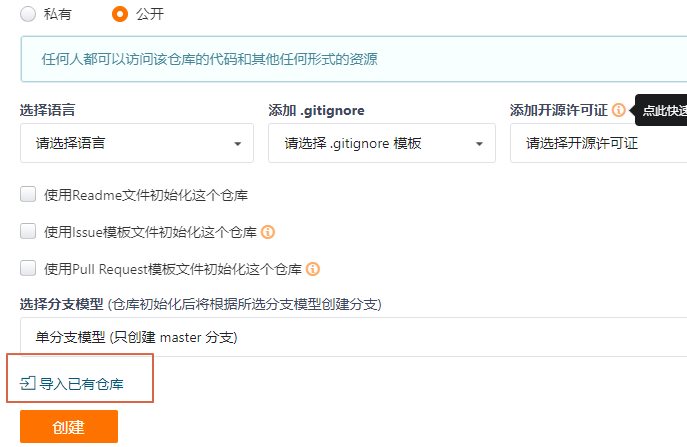 私有 公开
任何人都可以访问该仓库的代码和其他任何形式的资源
选择语言 添加 .gitignore 添加开源许可证 点此快速
请选择语言 请选择 .gitignore 模板 请选择开源许可证
使用Readme文件初始化这个仓库
使用Issue模板文件初始化这个仓库
使用Pull Request模板文件初始化这个仓库
选择分支模型 (仓库初始化后将根据所选分支模型创建分支)
单分支模型 (只创建 master 分支)
导入已有仓库
创建